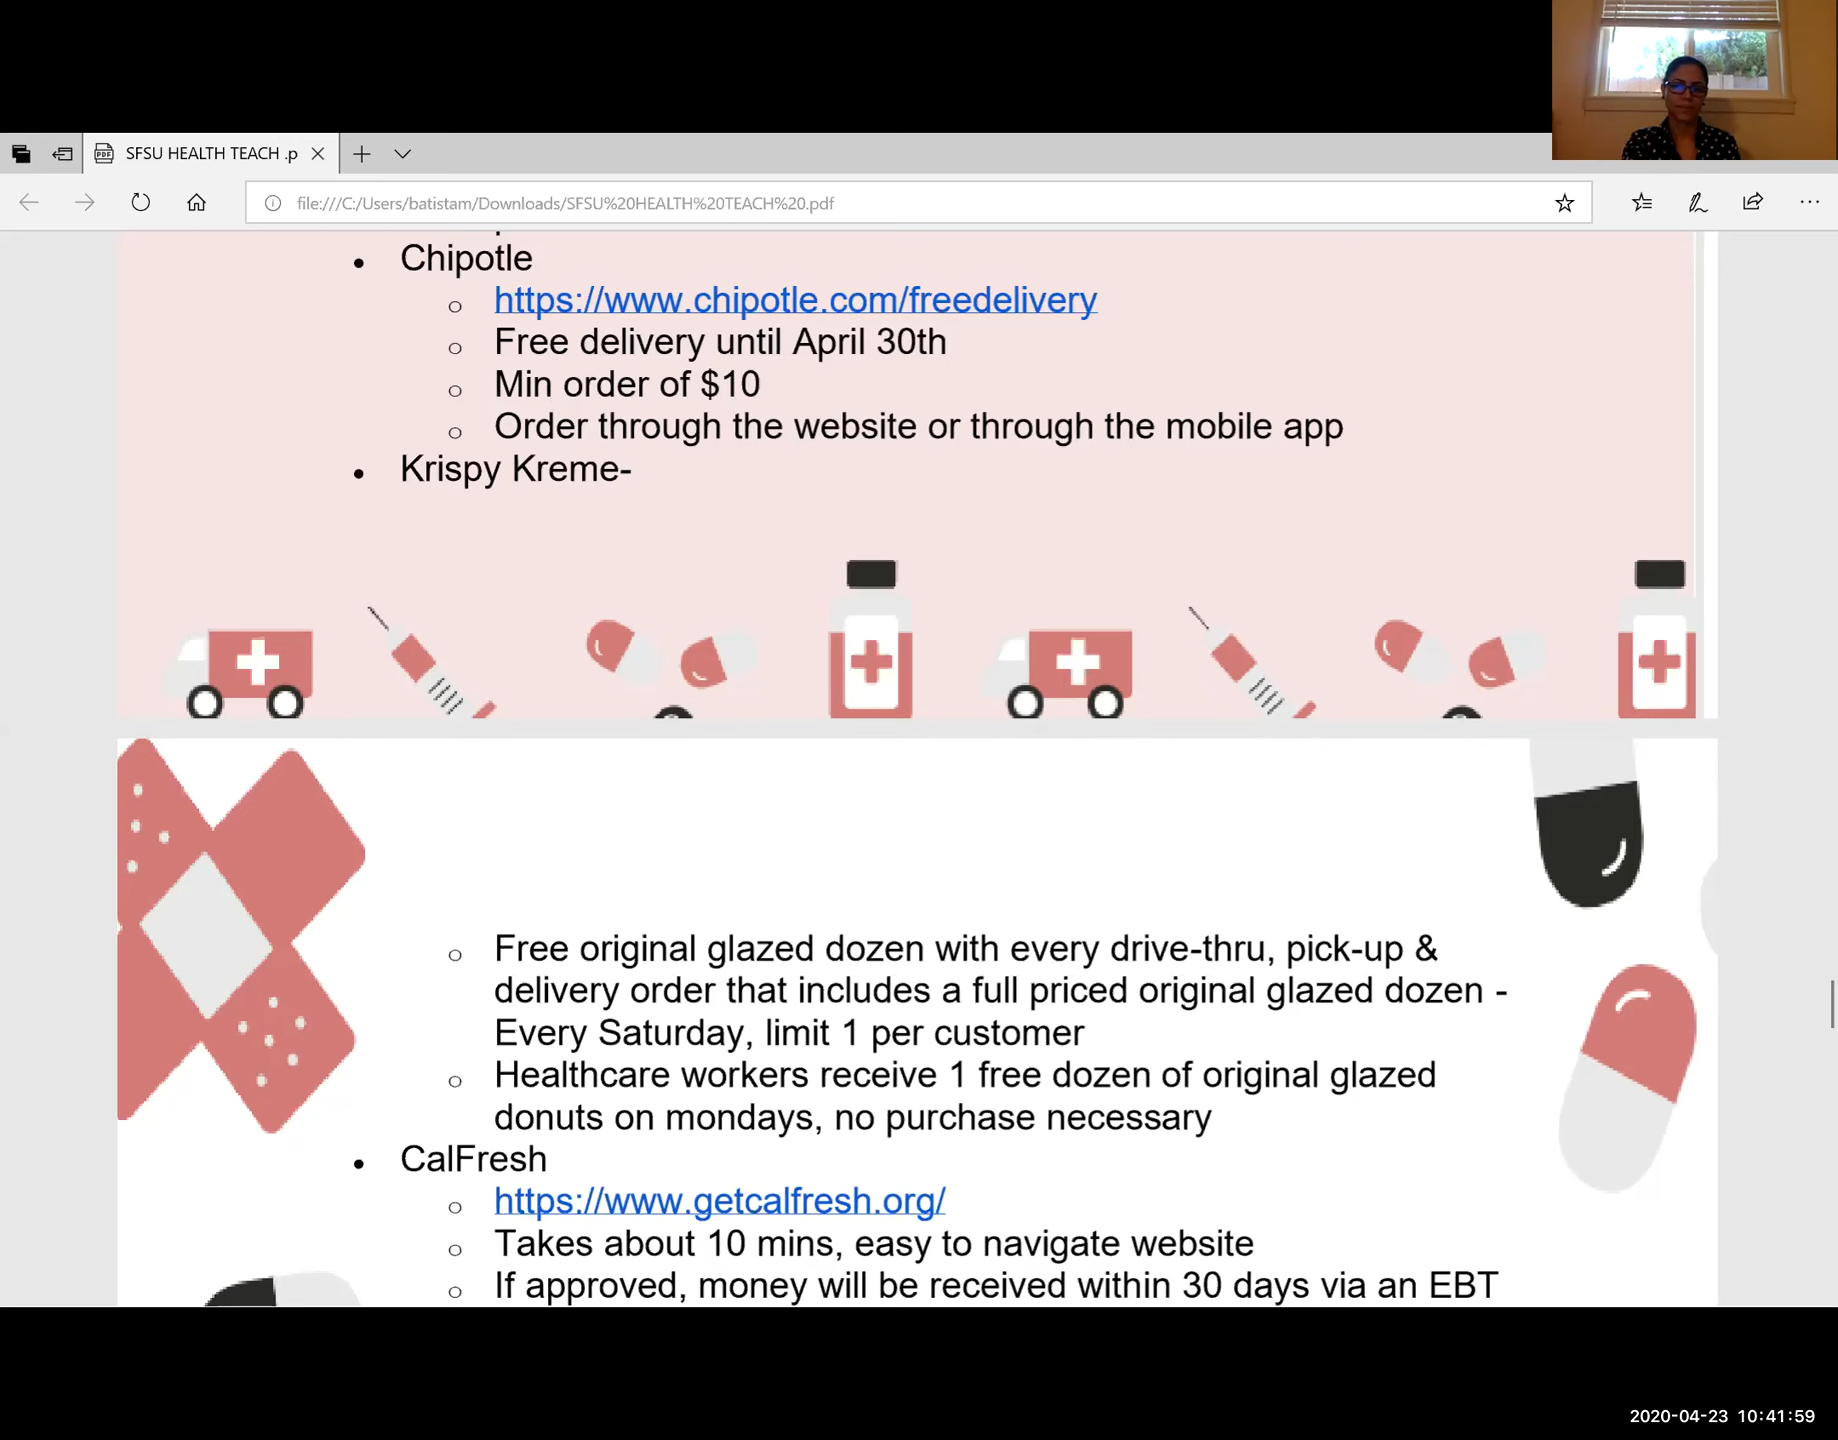 SFSU HEALTH TEACH .p
file:///C:/Users/batistam/Downloads/SFSU%20HEALTH%20TEACH%20.pdf
• Chipotle
o https://www.chipotle.com/freedelivery
o Free delivery until April 30th
o Min order of $10
o Order through the website or through the mobile app
• Krispy Kreme-
o Free original glazed dozen with every drive-thru, pick-up &
delivery order that includes a full priced original glazed dozen -
Every Saturday, limit 1 per customer
o Healthcare workers receive 1 free dozen of original glazed
donuts on mondays, no purchase necessary
• CalFresh
o https://www.getcalfresh.org/
o Takes about 10 mins, easy to navigate website
o If approved, money will be received within 30 days via an EBT
2020-04-23 10:41:59